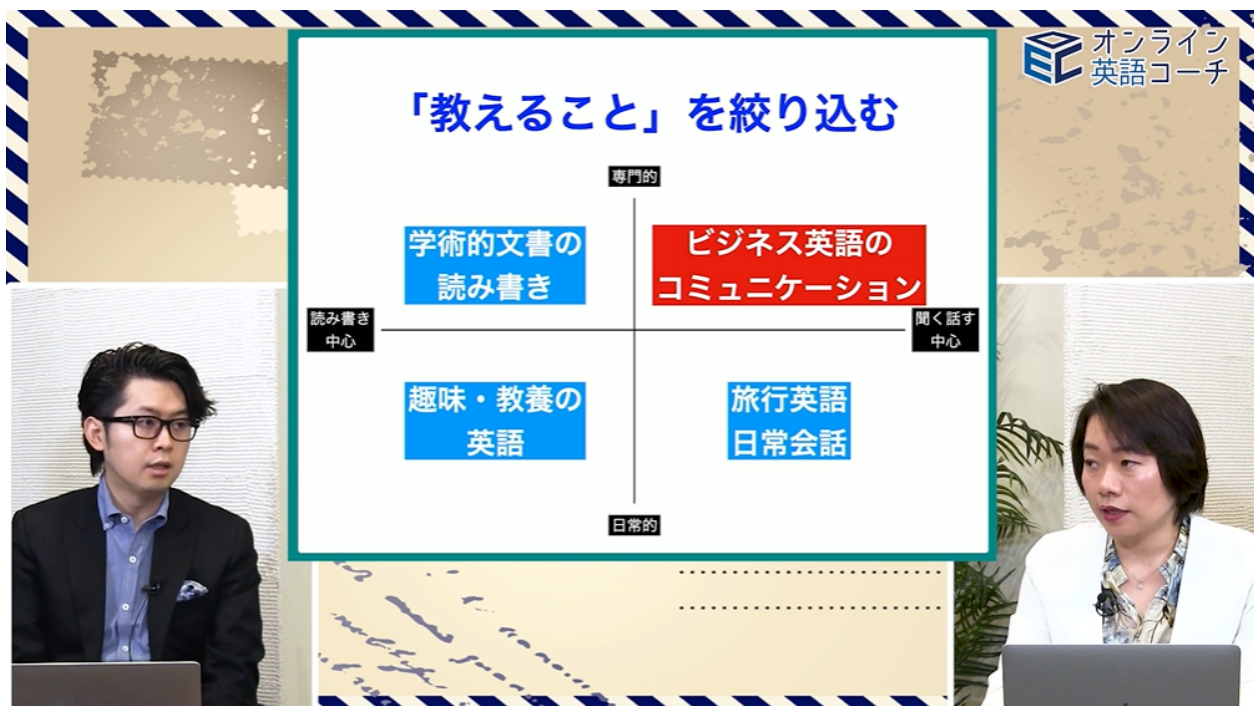 オンライン
英語コーチ
「教えること」を絞り込む
専門的
学術的文書の
読み書き
ビジネス英語の
コミュニケーション
読み書き
中心
聞く話す
中心
趣味・教養の
英語
旅行英語
日常会話
日常的